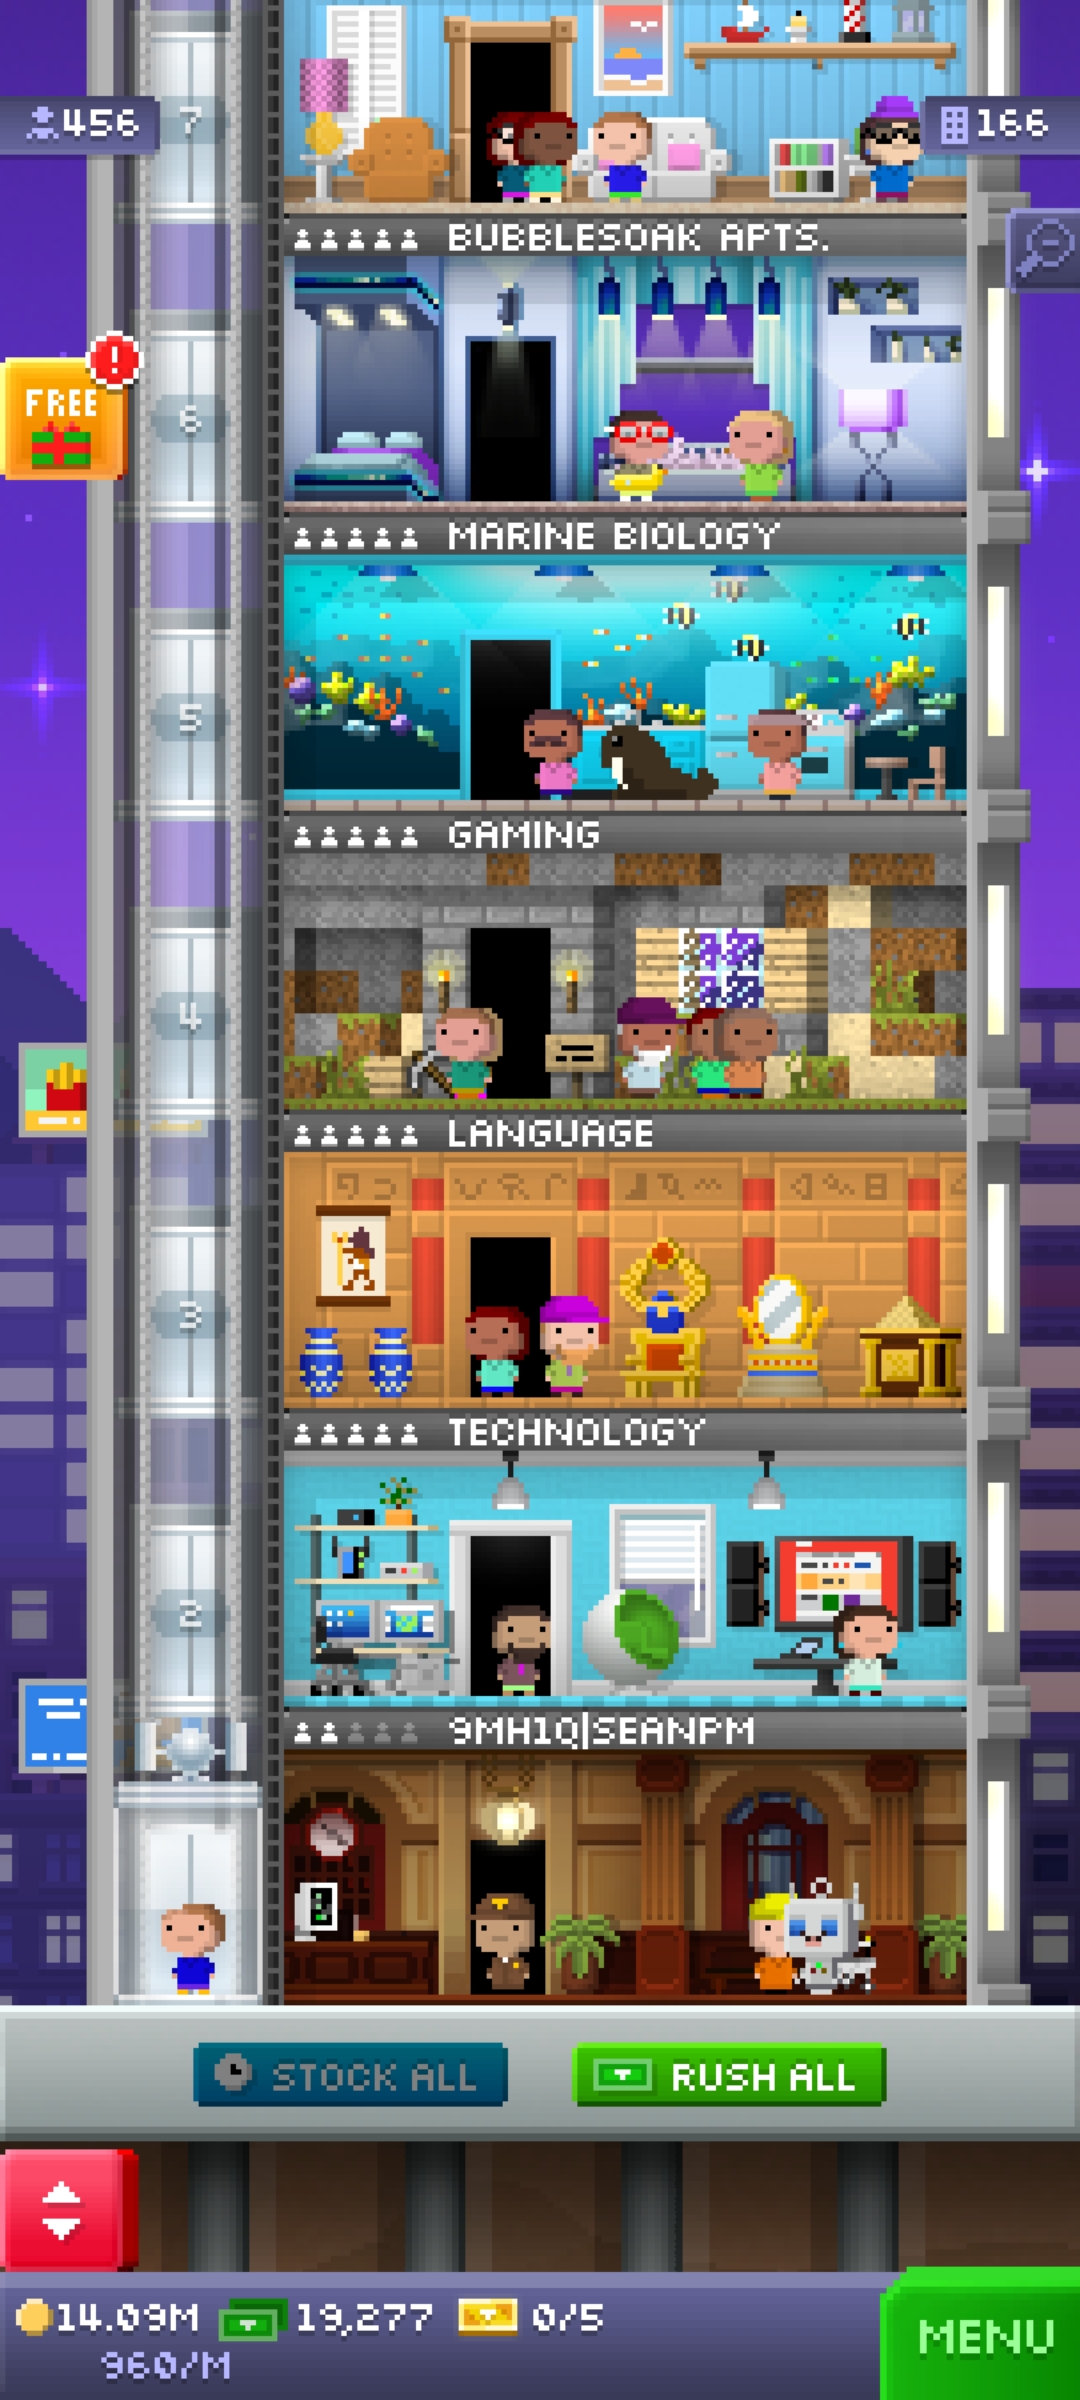 7
456
166
BUBBLESOAK APTS.
FREE
!
6
MARINE BIOLOGY
5
GAMING
4
LANGUAGE
3
TECHNOLOGY
2
9MH1Q|SEANPM
STOCK ALL
RUSH ALL
14.09M
19,277
0/5
960/M
MENU